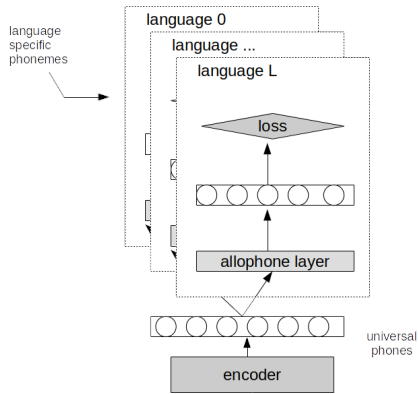 language 0
language ...
language L
language
specific
phonemes
loss
allophone layer
universal
phones
encoder